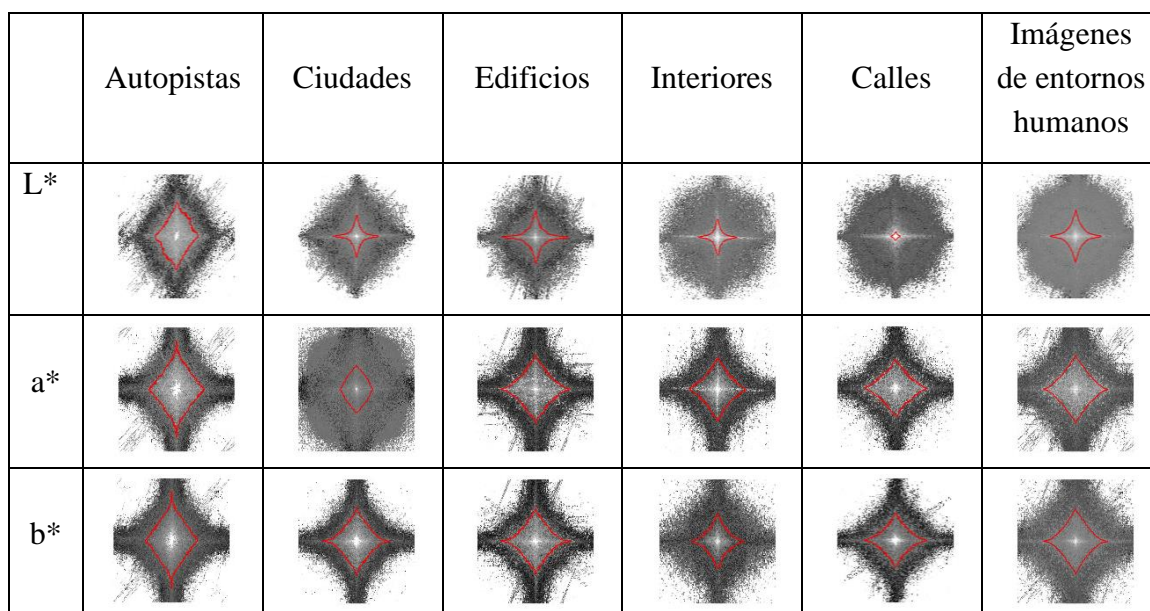 Autopistas
Ciudades
Edificios
Interiores
Calles
Imágenes
de entornos
humanos
L*
a*
b*